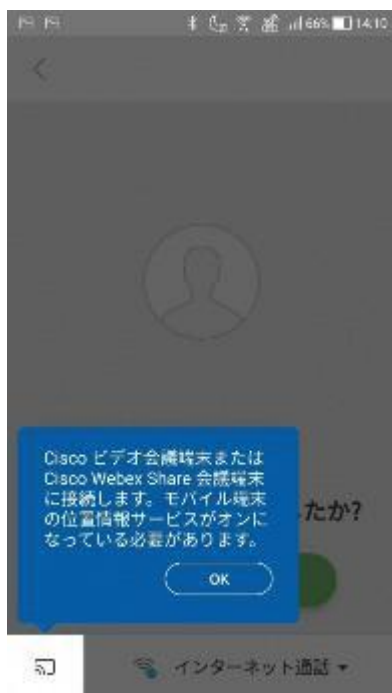 66% 14:10
Cisco ビデオ会議端末または
Cisco Webex Share 会議端末
に接続します。モバイル端末
の位置情報サービスがオンに
なっている必要があります。
たか?
OK
インターネット通話